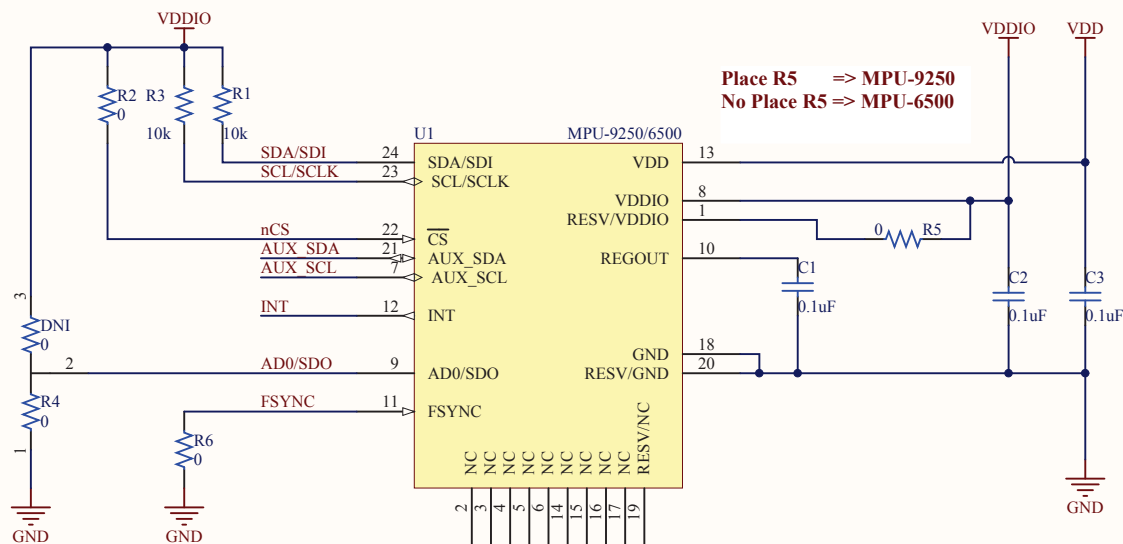 VDDIO
VDDIO
VDD
Place R5 => MPU-9250
No Place R5 => MPU-6500
R2
0
R3
10k
R1
10k
U1
MPU-9250/6500
SDA/SDI
24
SDA/SDI
SCL/SCLK
23
SCL/SCLK
nCS
22
CS
AUX_SDA
21
AUX_SDA
AUX_SCL
7
AUX_SCL
INT
12
INT
AD0/SDO
9
AD0/SDO
FSYNC
11
FSYNC
VDD
13
VDDIO
8
RESV/VDDIO
1
0
R5
REGOUT
10
C1
0.1uF
C2
0.1uF
C3
0.1uF
GND
18
RESV/GND
20
3
DNI
0
2
R4
0
1
GND
R6
0
GND
NC
NC
NC
NC
NC
NC
NC
NC
NC
RESV/NC
2
3
4
5
6
14
15
16
17
19
GND